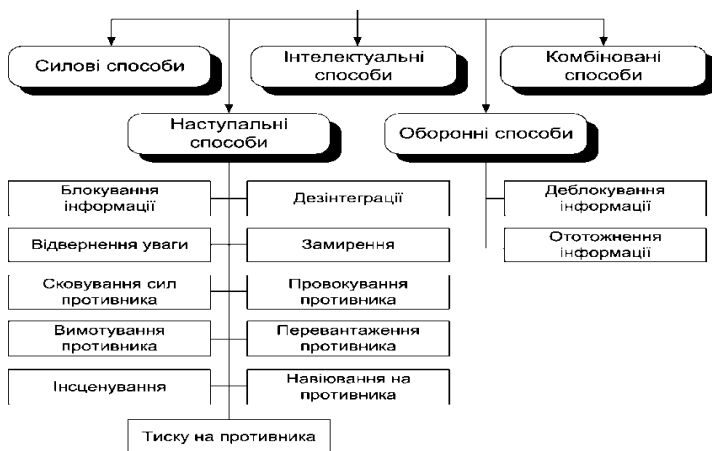 Силові способи
Інтелектуальні
способи
Комбіновані
способи
Наступальні
способи
Оборонні способи
Блокування
інформації
Дезінтеграції
Деблокування
інформації
Відвернення уваги
Замирення
Ототожнення
інформації
Сковування сил
противника
Провокування
противника
Вимотування
противника
Перевантаження
противника
Інсценування
Навіювання на
противника
Тиску на противника